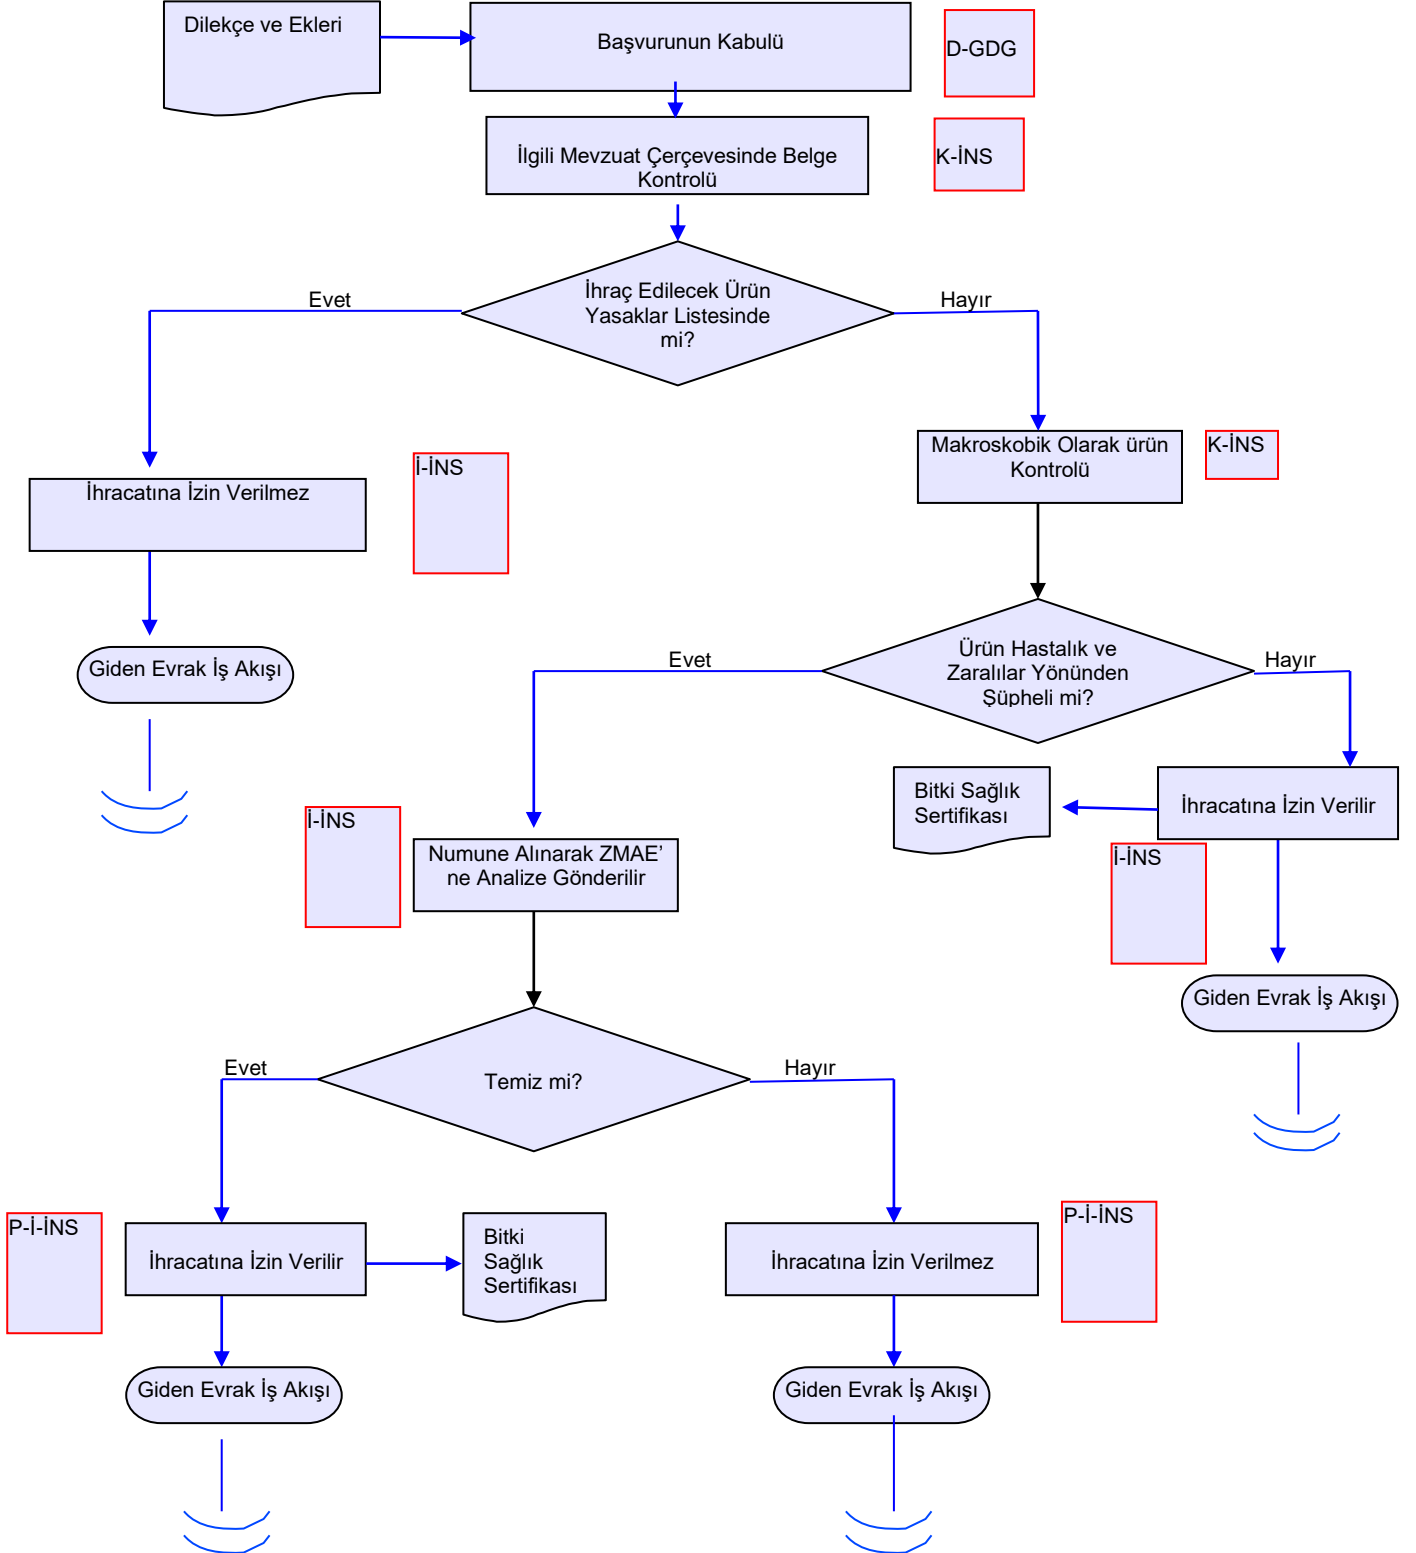 Dilekçe ve Ekleri
Başvurunun Kabulü
D-GDG
İlgili Mevzuat Çerçevesinde Belge
Kontrolü
K-İNS
İhraç Edilecek Ürün
Yasaklar Listesinde
mi?
Evet
Hayır
Makroskobik Olarak ürün
Kontrolü
K-İNS
İ-İNS
İhracatına İzin Verilmez
Giden Evrak İş Akışı
Ürün Hastalık ve
Zaralılar Yönünden
Şüpheli mi?
Evet
Hayır
Bitki Sağlık
Sertifikası
İhracatına İzin Verilir
İ-İNS
Numune Alınarak ZMAE’
ne Analize Gönderilir
İ-İNS
Giden Evrak İş Akışı
Temiz mi?
Evet
Hayır
P-İ-İNS
İhracatına İzin Verilir
Bitki
Sağlık
Sertifikası
İhracatına İzin Verilmez
P-İ-İNS
Giden Evrak İş Akışı
Giden Evrak İş Akışı